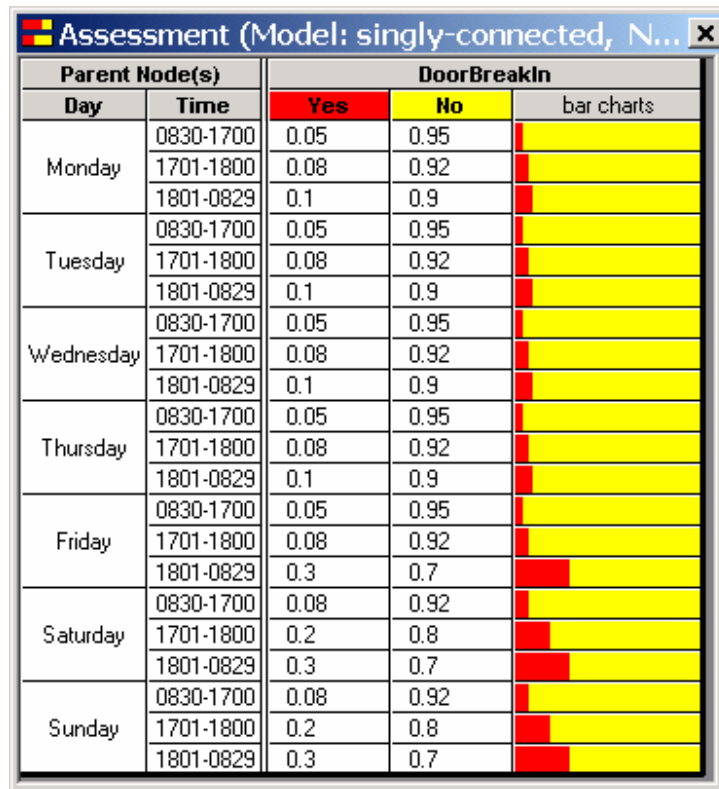 Assessment (Model: singly-connected, N...
Parent Node(s) DoorBreakIn
Day Time Yes No bar charts
0830-1700 0.05 0.95
Monday 1701-1800 0.08 0.92
1801-0829 0.1 0.9
0830-1700 0.05 0.95
Tuesday 1701-1800 0.08 0.92
1801-0829 0.1 0.9
0830-1700 0.05 0.95
Wednesday 1701-1800 0.08 0.92
1801-0829 0.1 0.9
0830-1700 0.05 0.95
Thursday 1701-1800 0.08 0.92
1801-0829 0.1 0.9
0830-1700 0.05 0.95
Friday 1701-1800 0.08 0.92
1801-0829 0.3 0.7
0830-1700 0.08 0.92
Saturday 1701-1800 0.2 0.8
1801-0829 0.3 0.7
0830-1700 0.08 0.92
Sunday 1701-1800 0.2 0.8
1801-0829 0.3 0.7